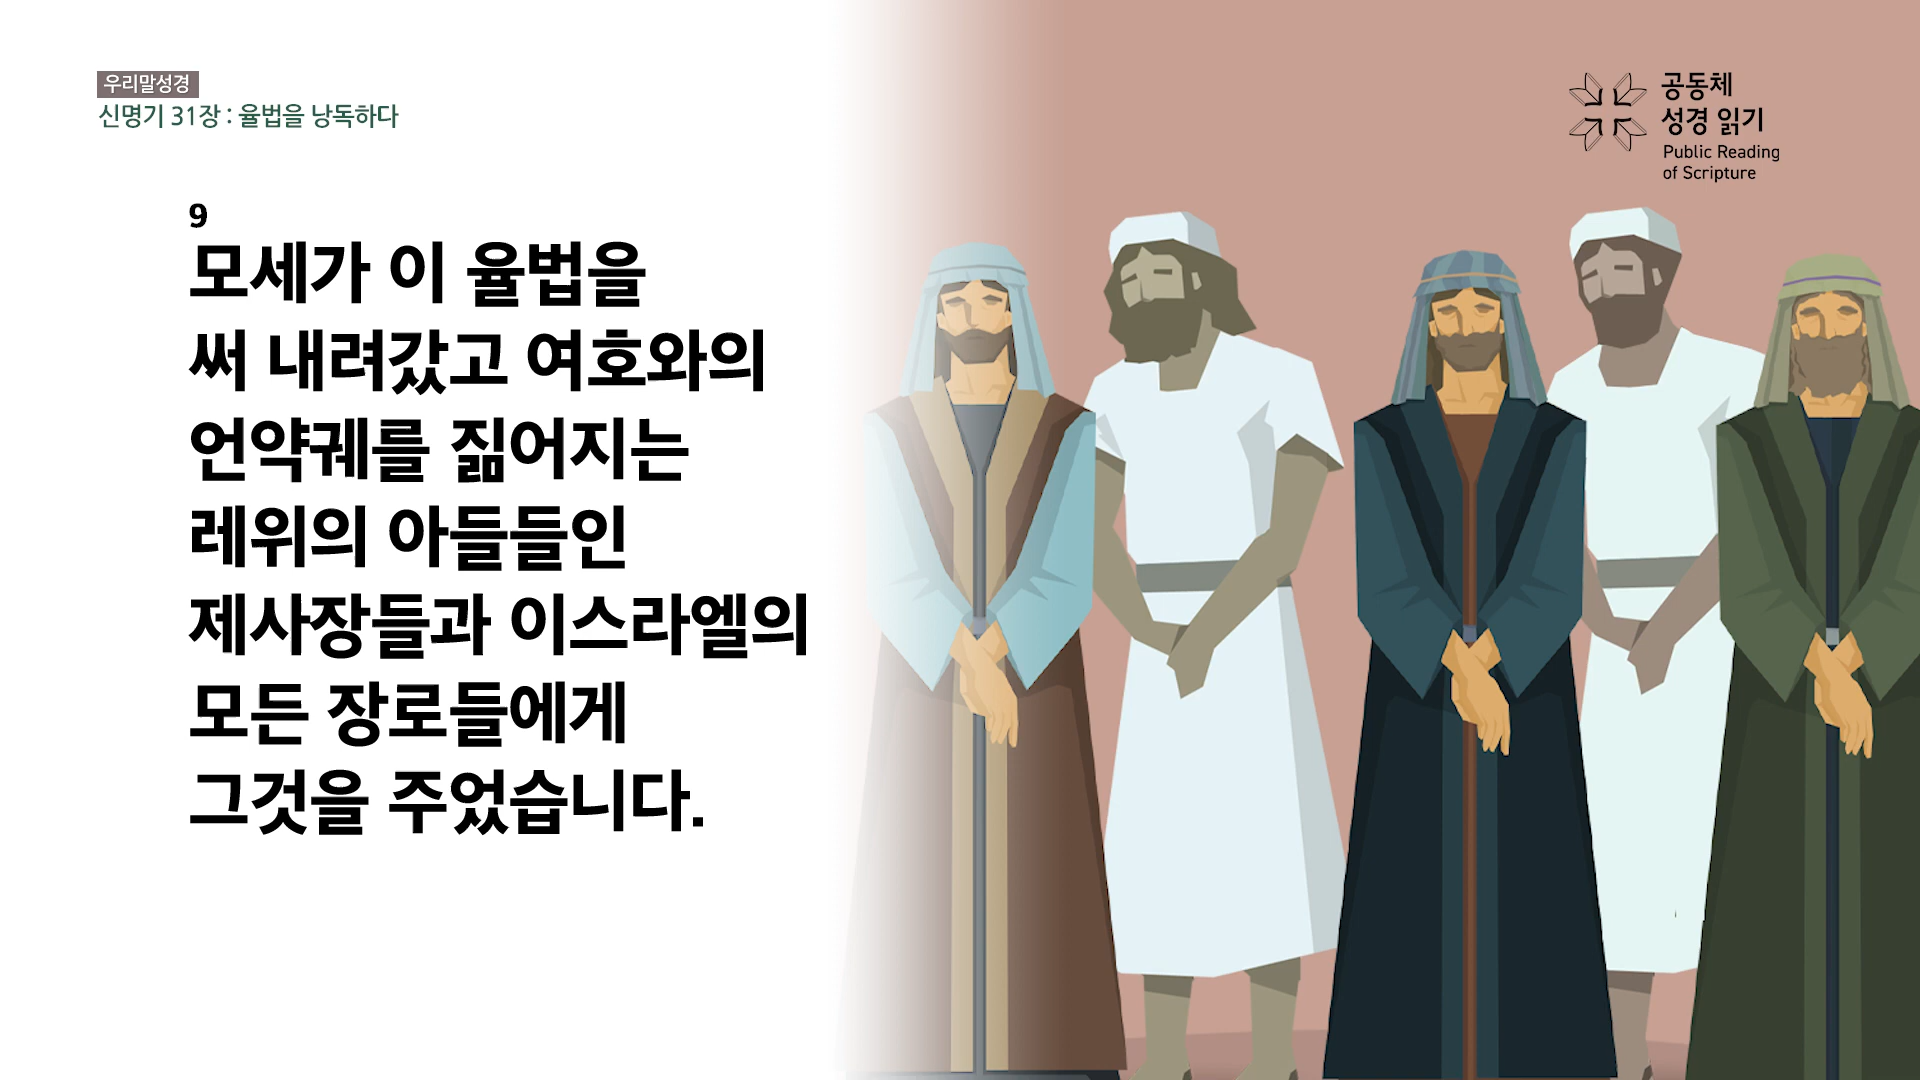 우리말성경
신명기 31장 : 율법을 낭독하다
공동체
성경 읽기
Public Reading
of Scripture
9
모세가 이 율법을
써 내려갔고 여호와의
언약궤를 짊어지는
레위의 아들들인
제사장들과 이스라엘의
모든 장로들에게
그것을 주었습니다.